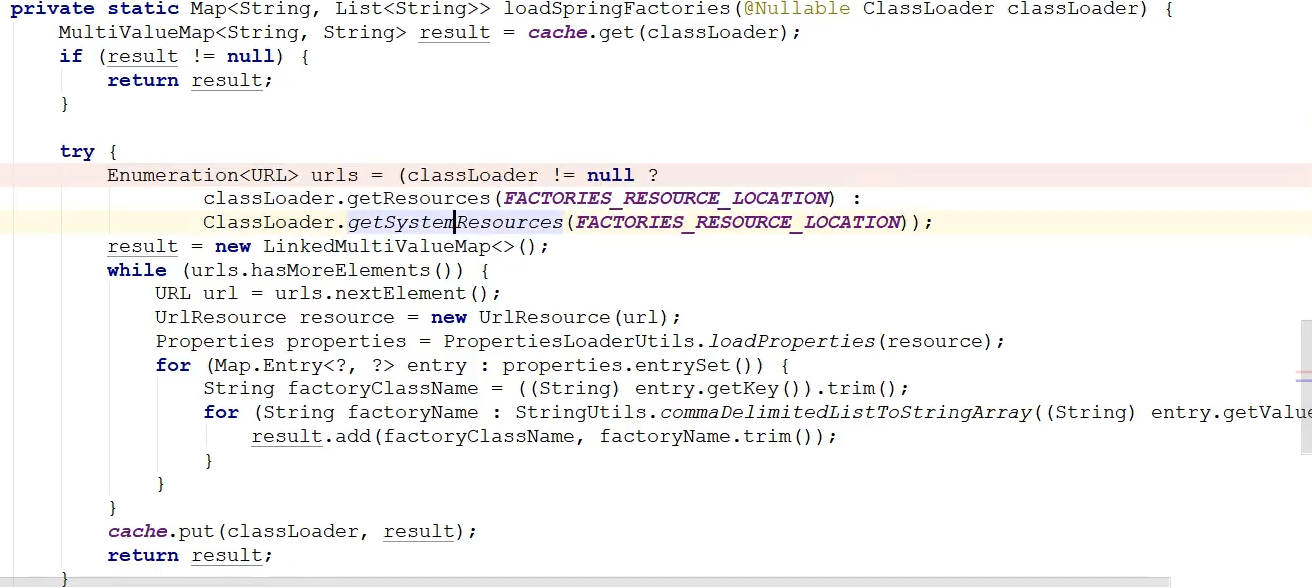 private static Map<String, List<String>> loadSpringFactories(@Nullable ClassLoader classLoader) {
MultiValueMap<String, String> result = cache.get(classLoader);
if (result != null) {
return result;
}
try {
Enumeration<URL> urls = (classLoader != null ?
classLoader.getResources(FACTORIES_RESOURCE_LOCATION) :
ClassLoader.getSystemResources(FACTORIES_RESOURCE_LOCATION));
result = new LinkedMultiValueMap<>();
while (urls.hasMoreElements()) {
URL url = urls.nextElement();
UrlResource resource = new UrlResource(url);
Properties properties = PropertiesLoaderUtils.loadProperties(resource);
for (Map.Entry<?, ?> entry : properties.entrySet()) {
String factoryClassName = ((String) entry.getKey()).trim();
for (String factoryName : StringUtils.commaDelimitedListToStringArray((String) entry.getValue
result.add(factoryClassName, factoryName.trim());
}
}
}
cache.put(classLoader, result);
return result;
}